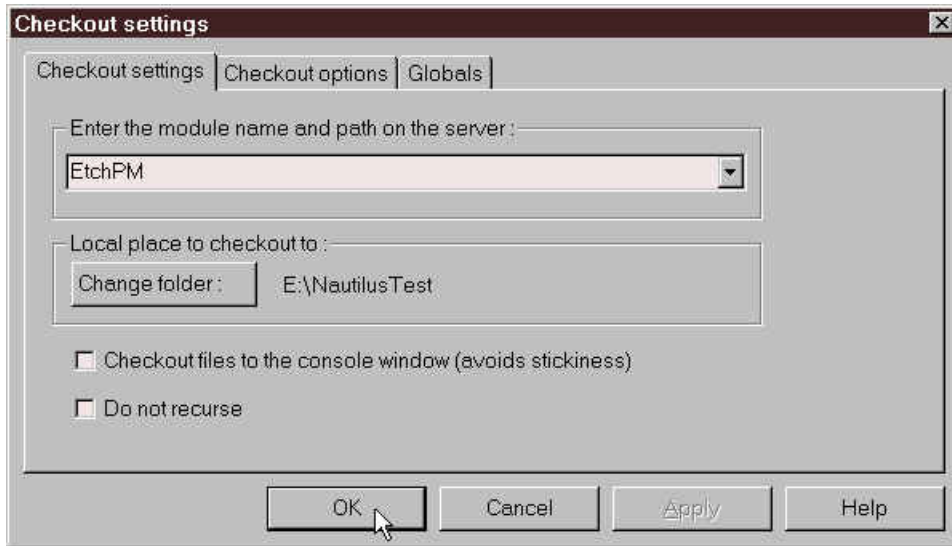 Checkout settings
Checkout settings Checkout options Globals
Enter the module name and path on the server :
EtchPM
Local place to checkout to :
Change folder : E:\NautilusTest
Checkout files to the console window (avoids stickiness)
Do not recurse
OK Cancel Apply Help